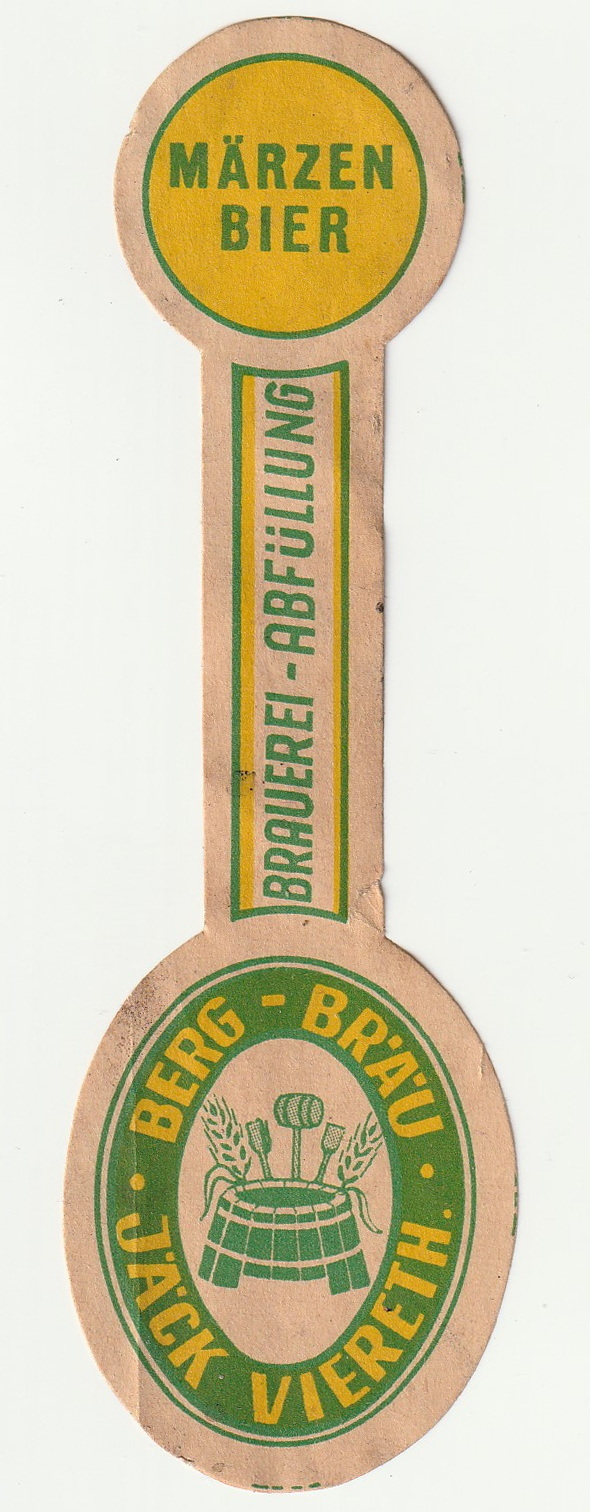 MÄRZEN
BIER
BRAUEREI-ABFÜLLUNG
BERG-BRÄU
JÄCK VIERETH.